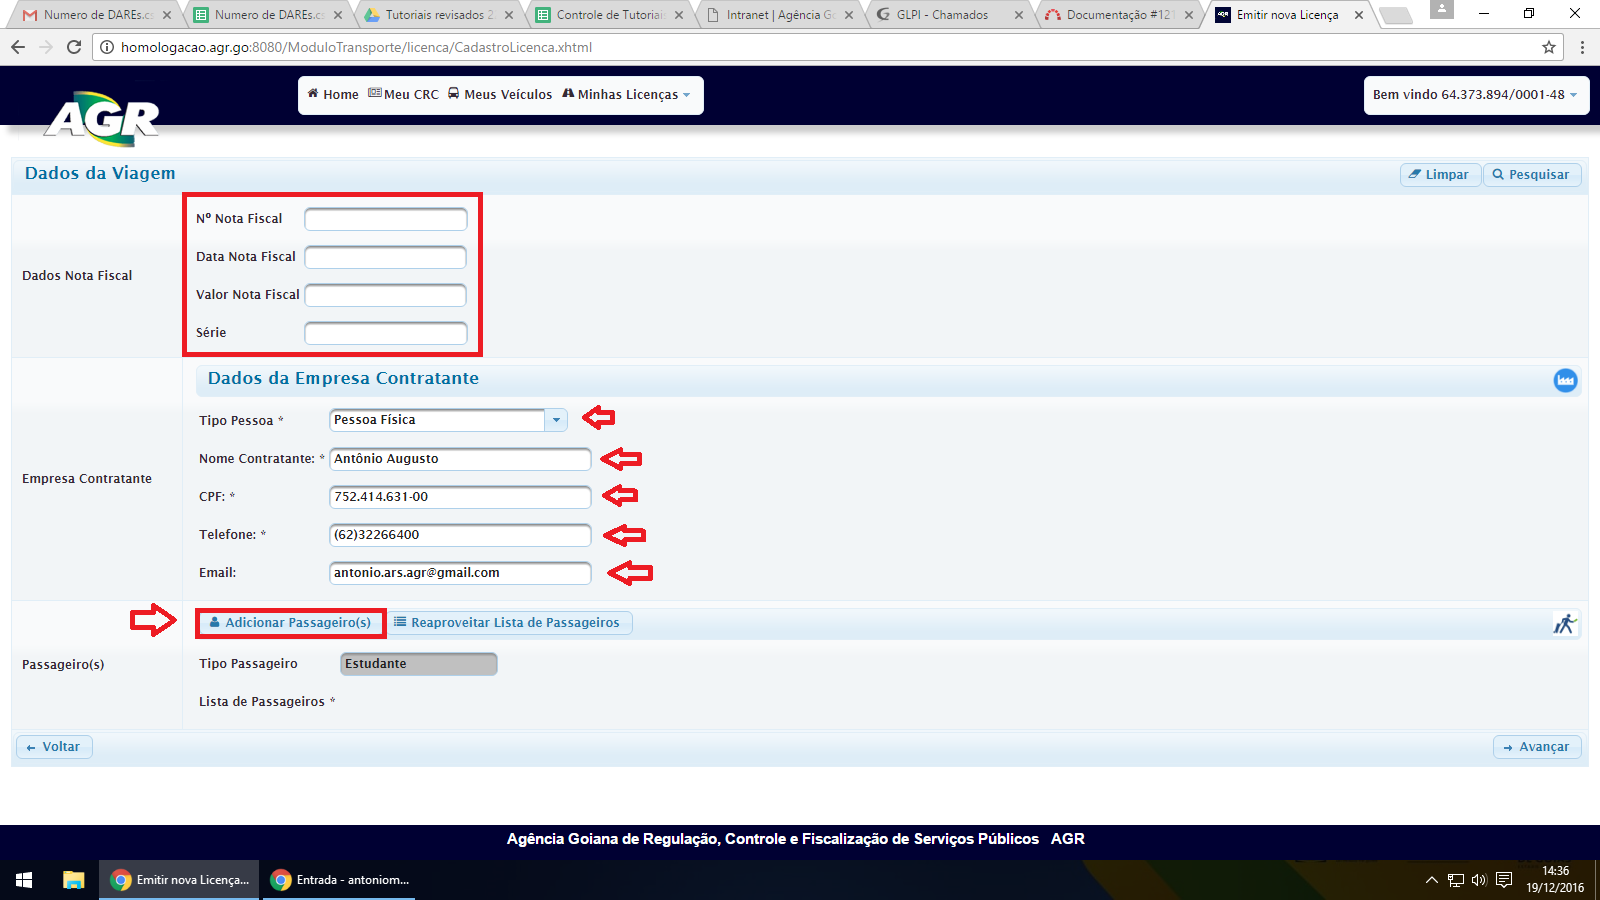 Numero de DAREs.cs
Numero de DAREs.cs
Tutoriais revisados 2
Controle de Tutoria
Intranet | Agência Go
GLPI - Chamados
Documentação #121
Emitir nova Licença
homologacao.agr.go:8080/ModuloTransporte/licenca/CadastroLicenca.xhtml
AGR
Home
Meu CRC
Meus Veículos
Minhas Licenças
Bem vindo 64.373.894/0001-48
Dados da Viagem
Limpar
Pesquisar
Dados Nota Fiscal
Nº Nota Fiscal
Data Nota Fiscal
Valor Nota Fiscal
Série
Dados da Empresa Contratante
Empresa Contratante
Tipo Pessoa *
Pessoa Física
Nome Contratante: *
Antônio Augusto
CPF: *
752.414.631-00
Telefone: *
(62)32266400
Email:
antonio.ars.agr@gmail.com
Adicionar Passageiro(s)
Reaproveitar Lista de Passageiros
Passageiro(s)
Tipo Passageiro
Estudante
Lista de Passageiros *
Voltar
Avançar
Agência Goiana de Regulação, Controle e Fiscalização de Serviços Públicos AGR
Emitir nova Licença...
Entrada - antoniom...
14:36
19/12/2016